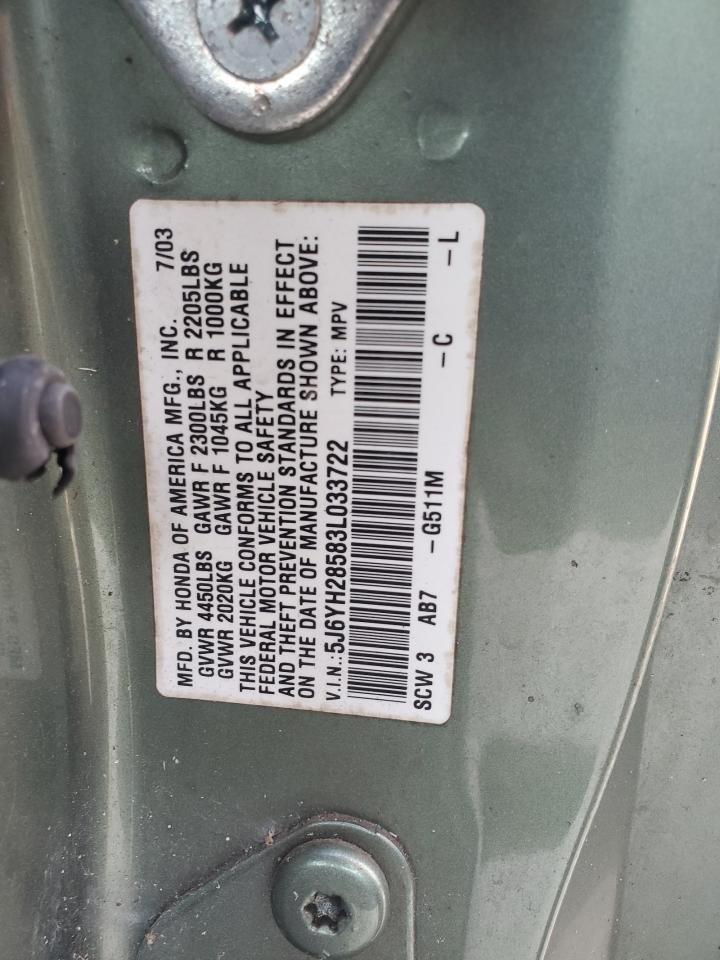 MFD. BY HONDA OF AMERICA MFG., INC. 7/03
GVWR 4450LBS GAWR F 2300LBS R 2205LBS
GVWR 2020KG GAWR F 1045KG R 1000KG
THIS VEHICLE CONFORMS TO ALL APPLICABLE
FEDERAL MOTOR VEHICLE SAFETY
AND THEFT PREVENTION STANDARDS IN EFFECT
ON THE DATE OF MANUFACTURE SHOWN ABOVE:
V.I.N.:5J6YH28583L033722 TYPE: MPV
SCW 3 AB7 -G511M -C -L